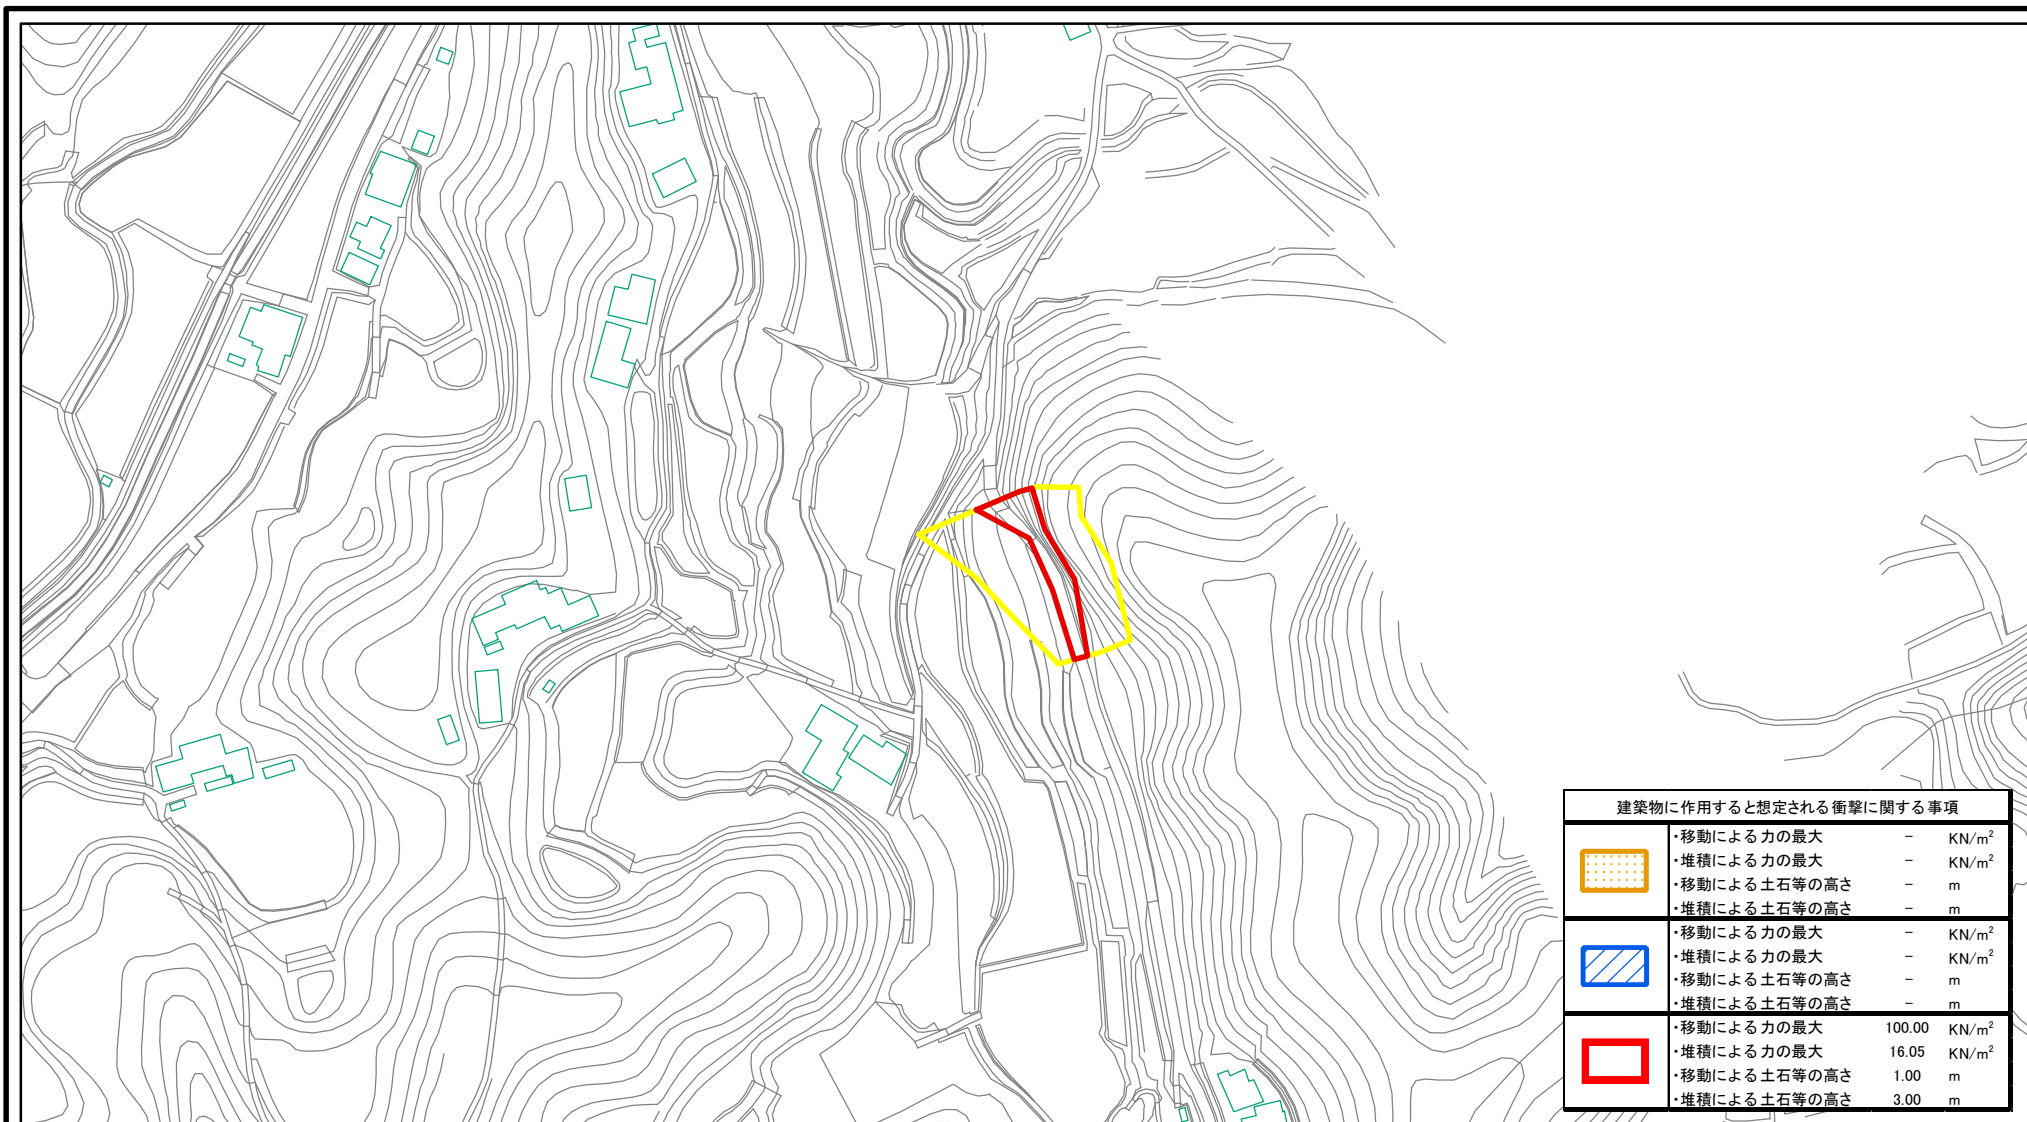 建築物に作用すると想定される衝撃に関する事項
・移動による力の最大 － KN/m²
・堆積による力の最大 － KN/m²
・移動による土石等の高さ － m
・堆積による土石等の高さ － m
・移動による力の最大 － KN/m²
・堆積による力の最大 － KN/m²
・移動による土石等の高さ － m
・堆積による土石等の高さ － m
・移動による力の最大 100.00 KN/m²
・堆積による力の最大 16.05 KN/m²
・移動による土石等の高さ 1.00 m
・堆積による土石等の高さ 3.00 m